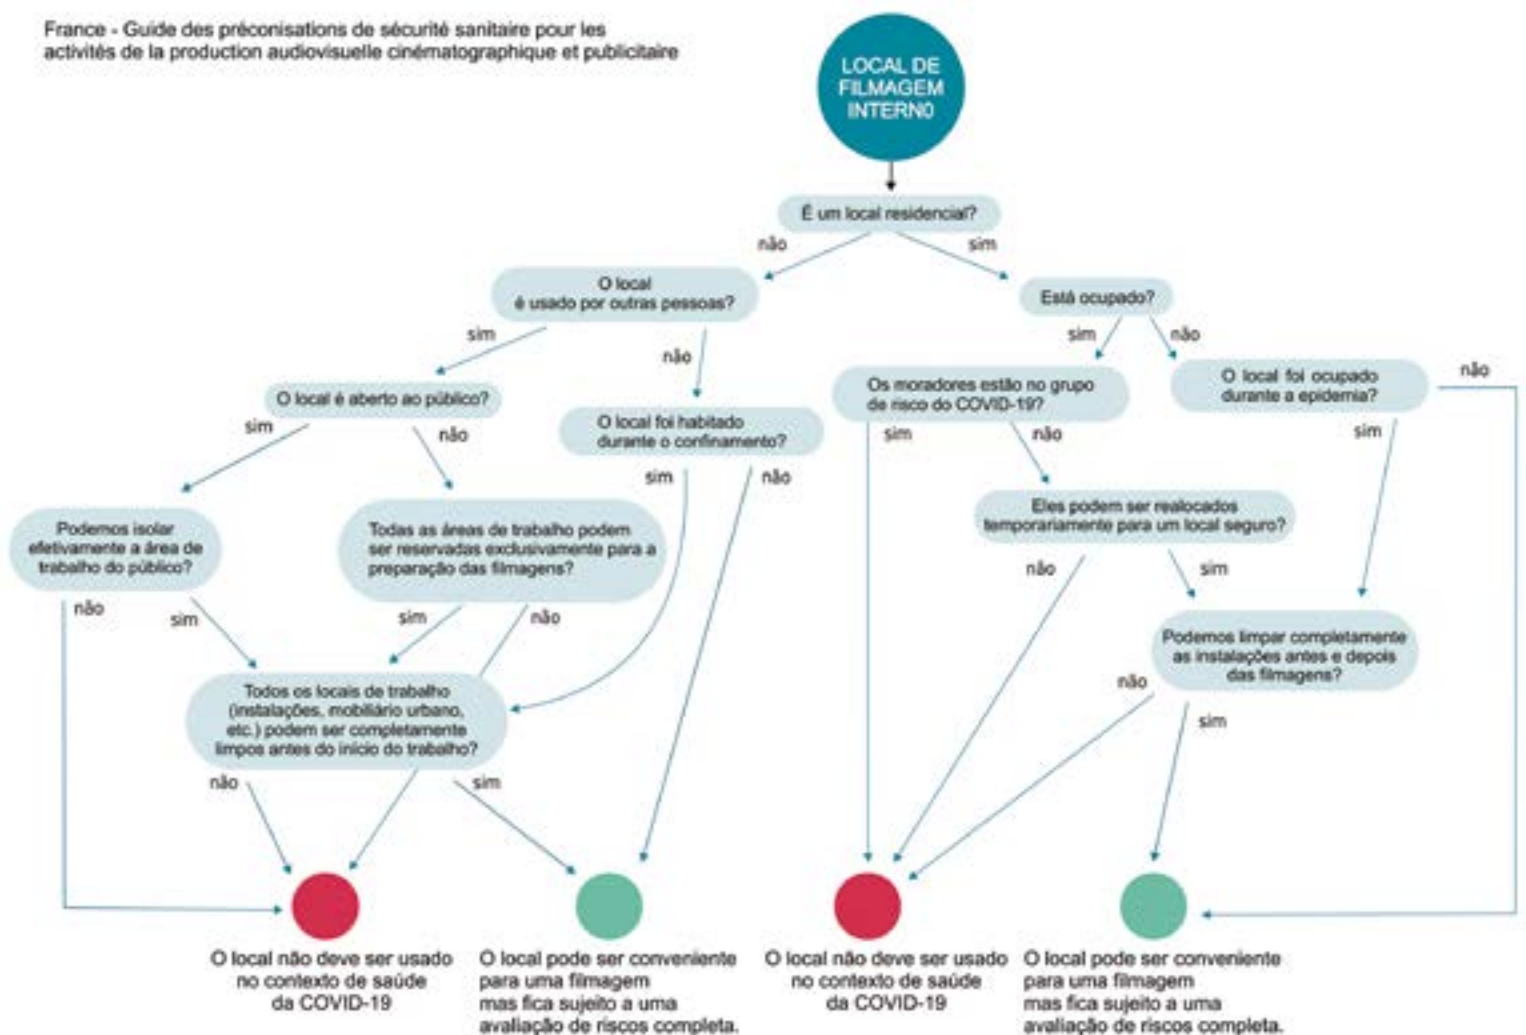 France - Guide des préconisations de sécurité sanitaire pour les
activités de la production audiovisuelle cinématographique et publicitaire
LOCAL DE
FILMAGEM
INTERN0
É um local residencial?
não
sim
O local
é usado por outras pessoas?
Está ocupado?
sim
não
sim
não
O local é aberto ao público?
O local foi habitado
durante o confinamento?
Os moradores estão no grupo
de risco do COVID-19?
O local foi ocupado
durante a epidemia?
não
sim
não
sim
não
sim
não
sim
Podemos isolar
efetivamente a área de
trabalho do público?
Todas as áreas de trabalho podem
ser reservadas exclusivamente para a
preparação das filmagens?
Eles podem ser realocados
temporariamente para um local seguro?
não
sim
sim
não
não
sim
Todos os locais de trabalho
(instalações, mobiliário urbano,
etc.) podem ser completamente
limpos antes do início do trabalho?
Podemos limpar completamente
as instalações antes e depois
das filmagens?
não
sim
não
sim
O local não deve ser usado
no contexto de saúde
da COVID-19
O local pode ser conveniente
para uma filmagem
mas fica sujeito a uma
avaliação de riscos completa.
O local não deve ser usado
no contexto de saúde
da COVID-19
O local pode ser conveniente
para uma filmagem
mas fica sujeito a uma
avaliação de riscos completa.